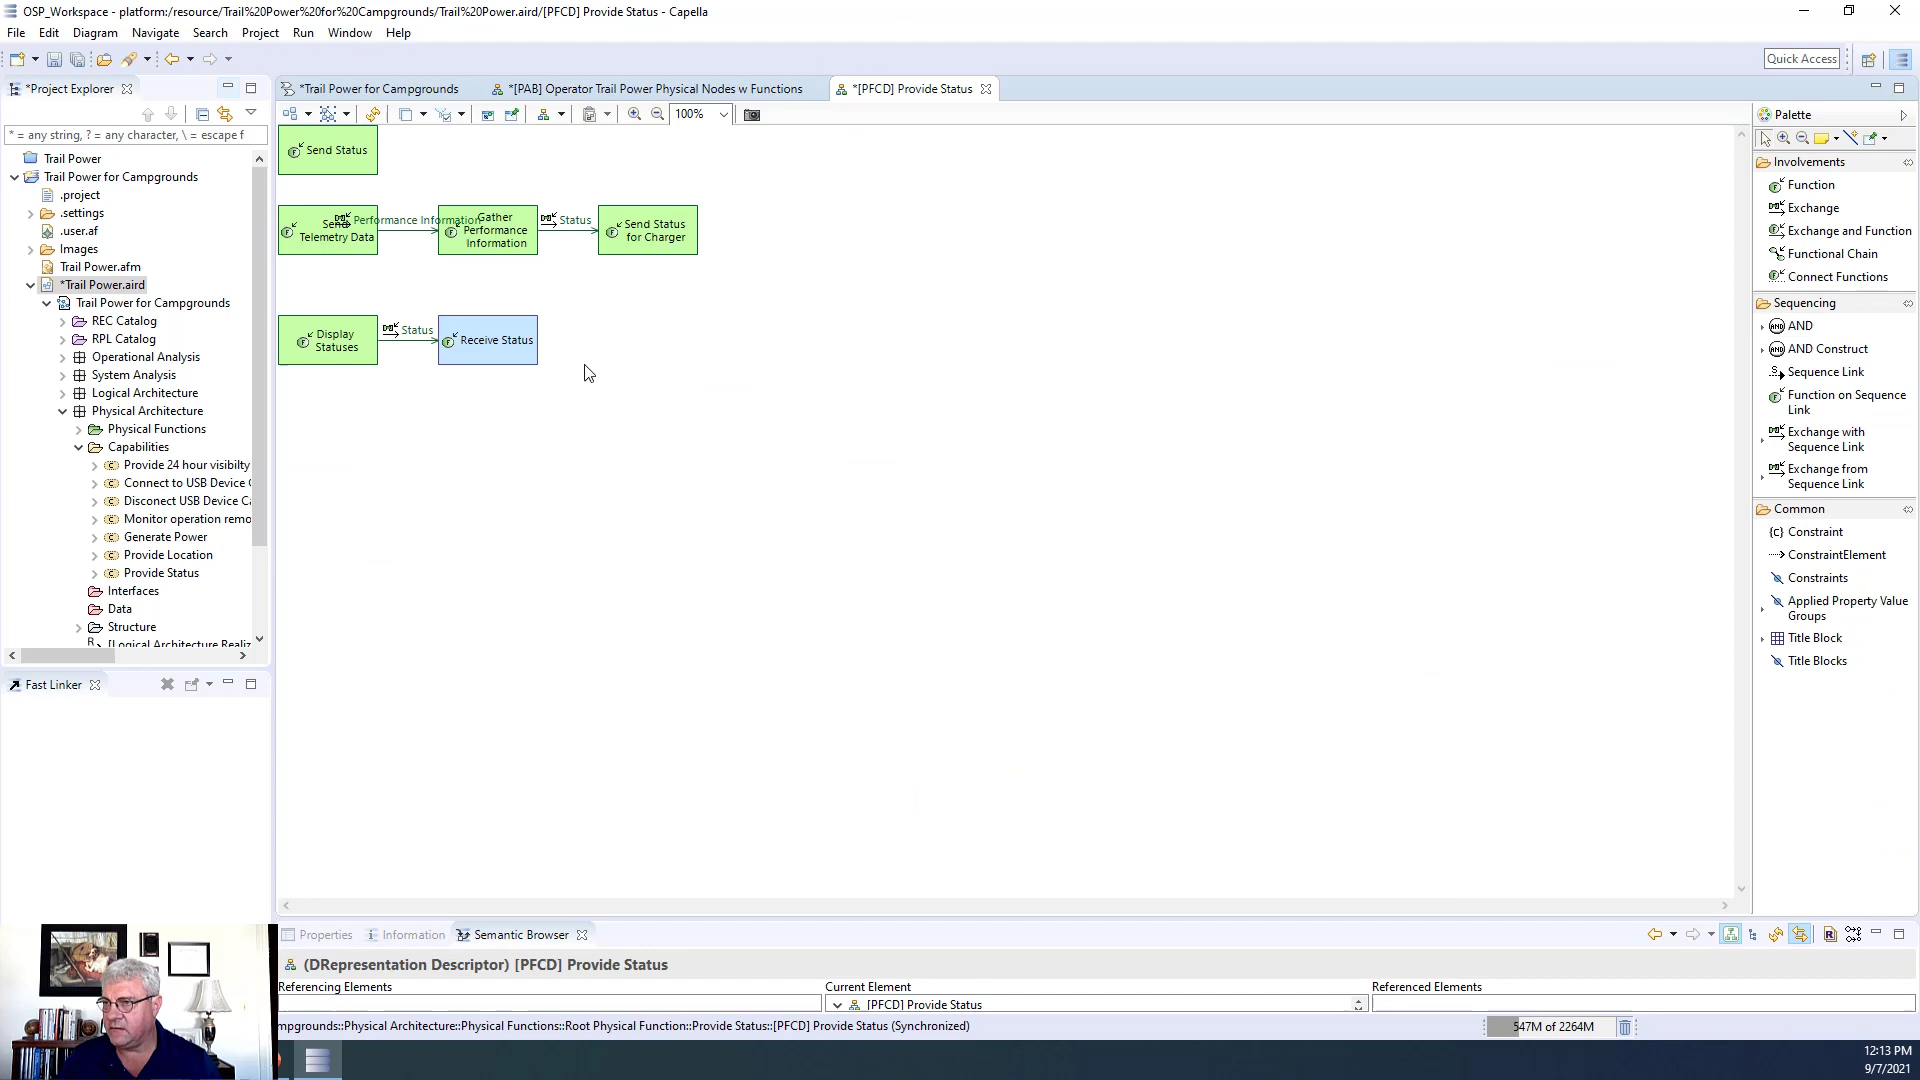 OSP_Workspace - platform:/resource/Trail%20Power%20for%20Campgrounds/Trail%20Power.aird/[PFCD] Provide Status - Capella
File Edit Diagram Navigate Search Project Run Window Help
Quick Access
*Project Explorer
*Trail Power for Campgrounds
*[PAB] Operator Trail Power Physical Nodes w Functions
*[PFCD] Provide Status
100%
* = any string, ? = any character, \ = escape f
Trail Power
Trail Power for Campgrounds
.project
.settings
.user.af
Images
Trail Power.afm
*Trail Power.aird
Trail Power for Campgrounds
REC Catalog
RPL Catalog
Operational Analysis
System Analysis
Logical Architecture
Physical Architecture
Physical Functions
Capabilities
Provide 24 hour visibilty
Connect to USB Device
Disconect USB Device Ca
Monitor operation remo
Generate Power
Provide Location
Provide Status
Interfaces
Data
Structure
[Logical Architecture Realiz
Fast Linker
Send Status
Send
Telemetry Data
Performance Information
Gather
Performance
Information
Status
Send Status
for Charger
Display
Statuses
Status
Receive Status
Palette
Involvements
Function
Exchange
Exchange and Function
Functional Chain
Connect Functions
Sequencing
AND
AND Construct
Sequence Link
Function on Sequence
Link
Exchange with
Sequence Link
Exchange from
Sequence Link
Common
Constraint
ConstraintElement
Constraints
Applied Property Value
Groups
Title Block
Title Blocks
Properties
Information
Semantic Browser
(DRepresentation Descriptor) [PFCD] Provide Status
Referencing Elements
Current Element
Referenced Elements
[PFCD] Provide Status
mpgrounds::Physical Architecture::Physical Functions::Root Physical Function::Provide Status::[PFCD] Provide Status (Synchronized)
547M of 2264M
12:13 PM
9/7/2021